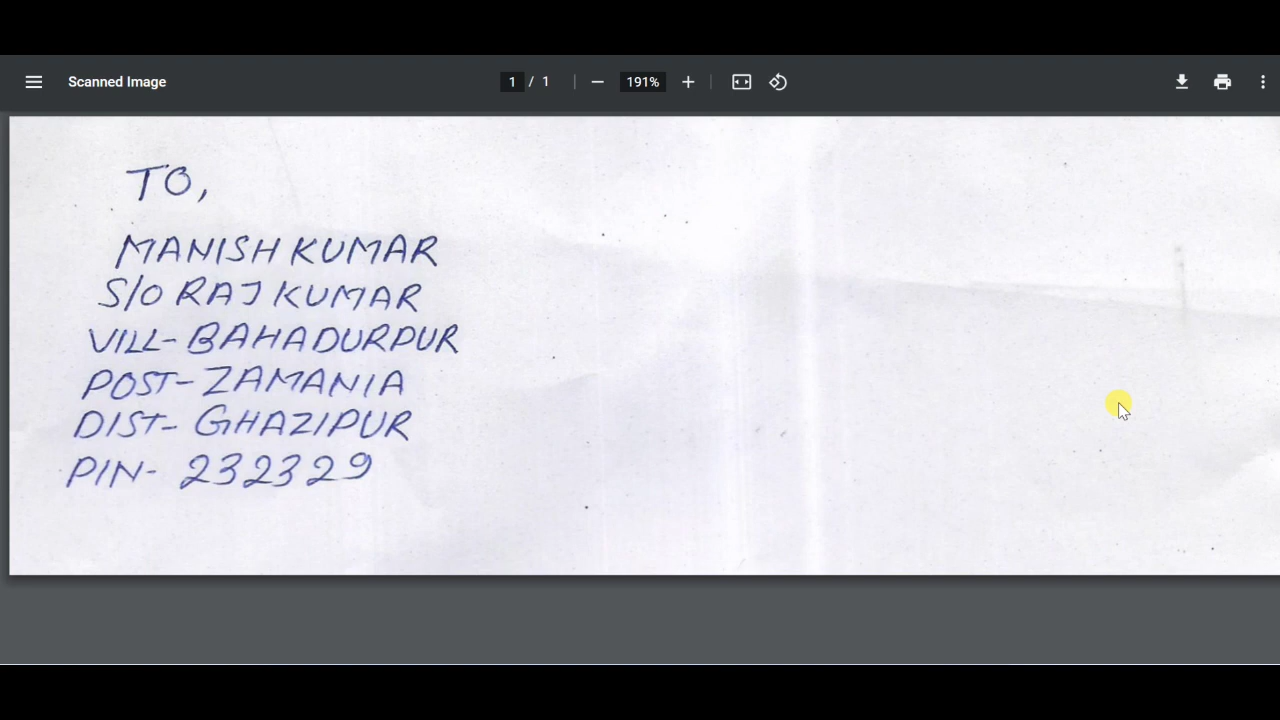 Scanned Image
1 / 1
191%
TO,
MANISH KUMAR
S/O RAJ KUMAR
VILL- BAHADURPUR
POST- ZAMANIA
DIST- GHAZIPUR
PIN- 232329